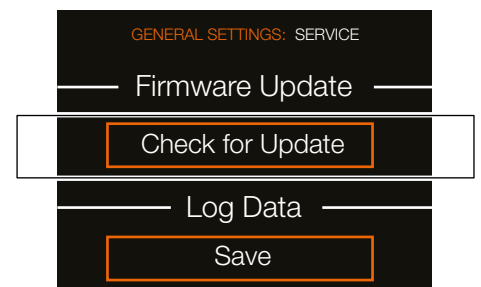 GENERAL SETTINGS: SERVICE
Firmware Update
Check for Update
Log Data
Save